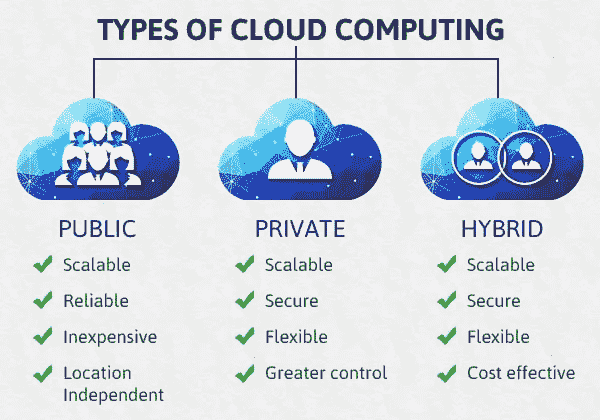 TYPES OF CLOUD COMPUTING
PUBLIC
Scalable
Reliable
Inexpensive
Location
Independent
PRIVATE
Scalable
Secure
Flexible
Greater control
HYBRID
Scalable
Secure
Flexible
Cost effective